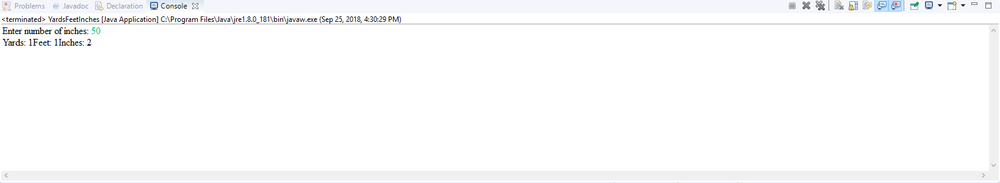 Problems @ Javadoc Declaration Console
<terminated> YardsFeetInches [Java Application] C:\Program Files\Java\jre1.8.0_181\bin\javaw.exe (Sep 25, 2018, 4:30:29 PM)
Enter number of inches: 50
Yards: 1Feet: 1Inches: 2